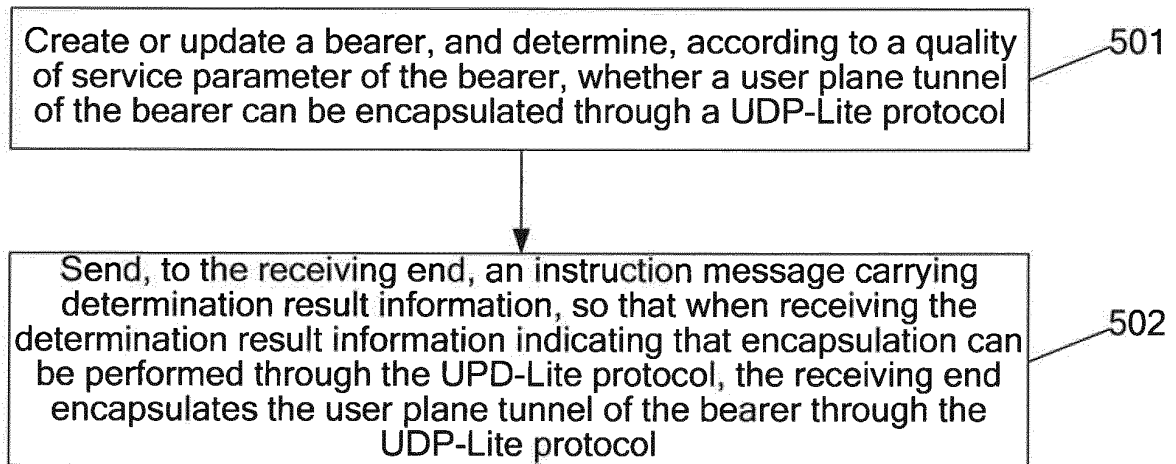 Create or update a bearer, and determine, according to a quality
of service parameter of the bearer, whether a user plane tunnel
of the bearer can be encapsulated through a UDP-Lite protocol
501
Send, to the receiving end, an instruction message carrying
determination result information, so that when receiving the
determination result information indicating that encapsulation can
be performed through the UPD-Lite protocol, the receiving end
encapsulates the user plane tunnel of the bearer through the
UDP-Lite protocol
502